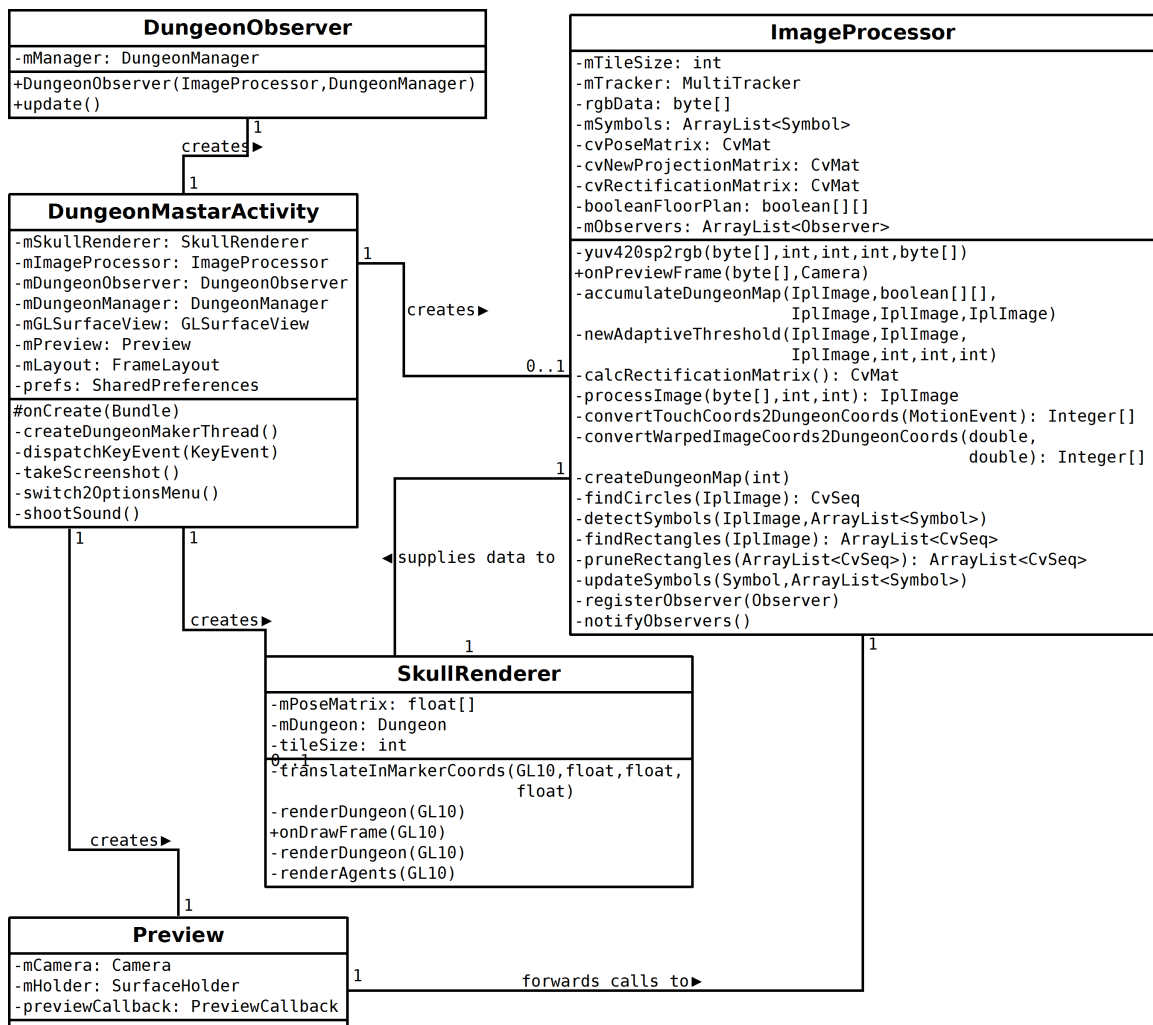 DungeonObserver
-mManager: DungeonManager
+DungeonObserver(ImageProcessor,DungeonManager)
+update()
1
creates►
1
DungeonMastarActivity
-mSkullRenderer: SkullRenderer
-mImageProcessor: ImageProcessor
-mDungeonObserver: DungeonObserver
-mDungeonManager: DungeonManager
-mGLSurfaceView: GLSurfaceView
-mPreview: Preview
-mLayout: FrameLayout
-prefs: SharedPreferences
#onCreate(Bundle)
-createDungeonMakerThread()
-dispatchKeyEvent(KeyEvent)
-takeScreenshot()
-switch2OptionsMenu()
-shootSound()
1
creates►
0..1
ImageProcessor
-mTileSize: int
-mTracker: MultiTracker
-rgbData: byte[]
-mSymbols: ArrayList<Symbol>
-cvPoseMatrix: CvMat
-cvNewProjectionMatrix: CvMat
-cvRectificationMatrix: CvMat
-booleanFloorPlan: boolean[][]
-mObservers: ArrayList<Observer>
-yuv420sp2rgb(byte[],int,int,int,byte[])
+onPreviewFrame(byte[],Camera)
-accumulateDungeonMap(IplImage,boolean[][],
IplImage,IplImage,IplImage)
-newAdaptiveThreshold(IplImage,IplImage,
IplImage,int,int,int)
-calcRectificationMatrix(): CvMat
-processImage(byte[],int,int): IplImage
-convertTouchCoords2DungeonCoords(MotionEvent): Integer[]
-convertWarpedImageCoords2DungeonCoords(double,
double): Integer[]
-createDungeonMap(int)
-findCircles(IplImage): CvSeq
-detectSymbols(IplImage,ArrayList<Symbol>)
-findRectangles(IplImage): ArrayList<CvSeq>
-pruneRectangles(ArrayList<CvSeq>): ArrayList<CvSeq>
-updateSymbols(Symbol,ArrayList<Symbol>)
-registerObserver(Observer)
-notifyObservers()
1
◄supplies data to
1
1
1
creates►
SkullRenderer
-mPoseMatrix: float[]
-mDungeon: Dungeon
-tileSize: int
0..1
-translateInMarkerCoords(GL10,float,float,
float)
-renderDungeon(GL10)
+onDrawFrame(GL10)
-renderDungeon(GL10)
-renderAgents(GL10)
creates►
1
Preview
-mCamera: Camera
-mHolder: SurfaceHolder
-previewCallback: PreviewCallback
1
forwards calls to►
1